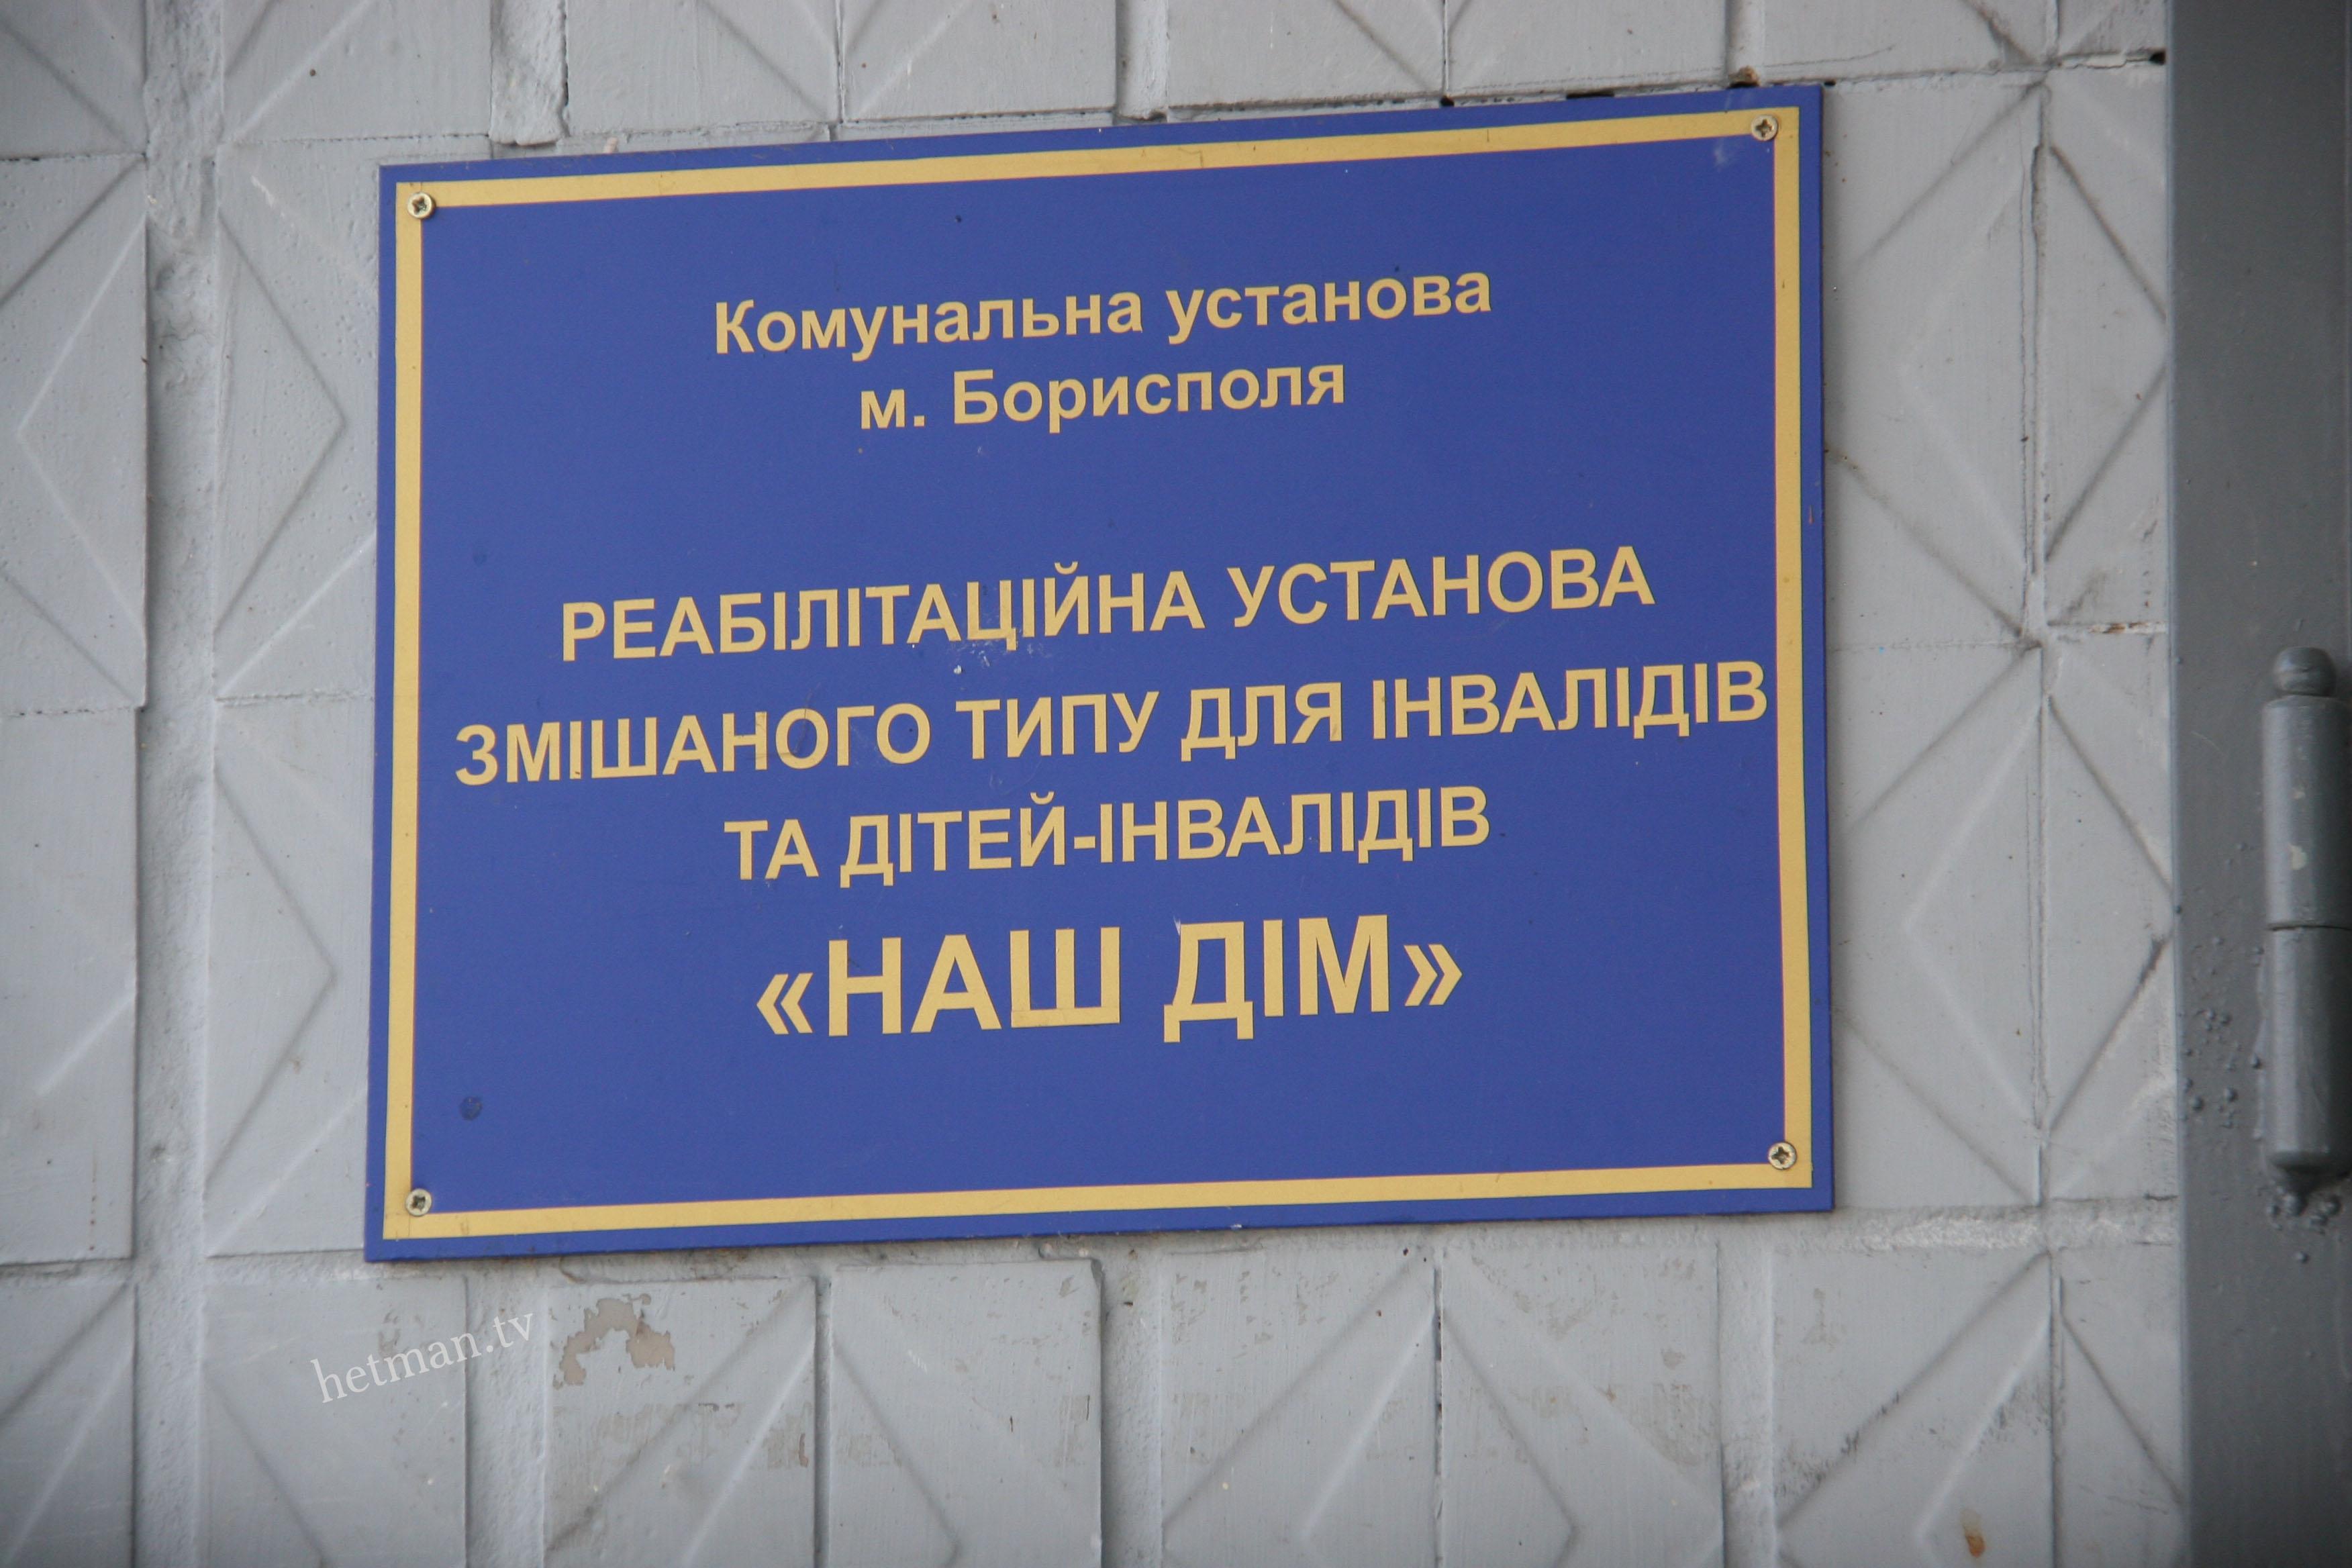 Комунальна установа
м. Борисполя
РЕАБІЛІТАЦІЙНА УСТАНОВА
ЗМІШАНОГО ТИПУ ДЛЯ ІНВАЛІДІВ
ТА ДІТЕЙ-ІНВАЛІДІВ
«НАШ ДІМ»
hetman.tv